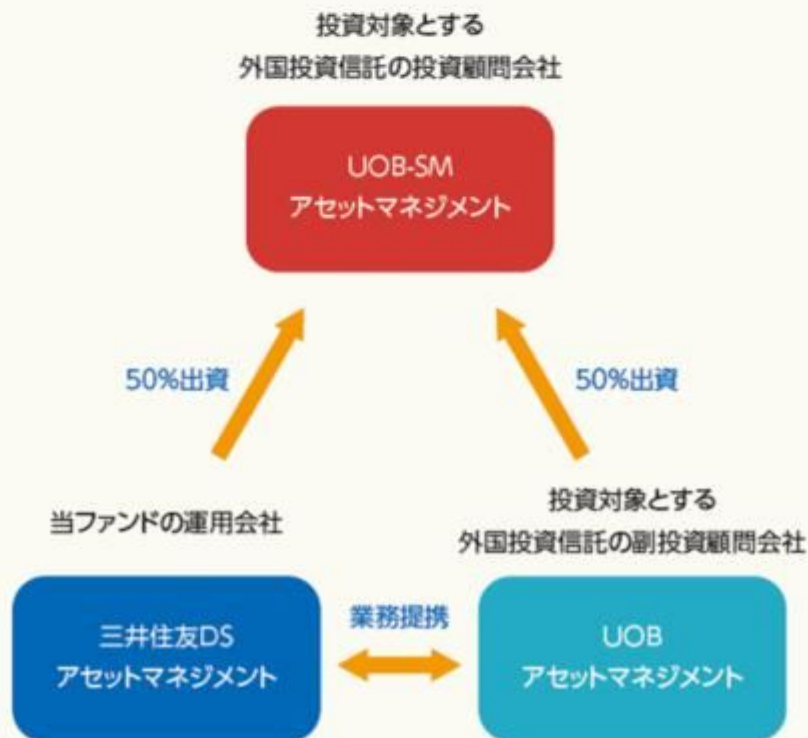 投資対象とする
外国投資信託の投資顧問会社
UOB-SM
アセットマネジメント
50%出資
50%出資
当ファンドの運用会社
投資対象とする
外国投資信託の副投資顧問会社
三井住友DS
アセットマネジメント
業務提携
UOB
アセットマネジメント